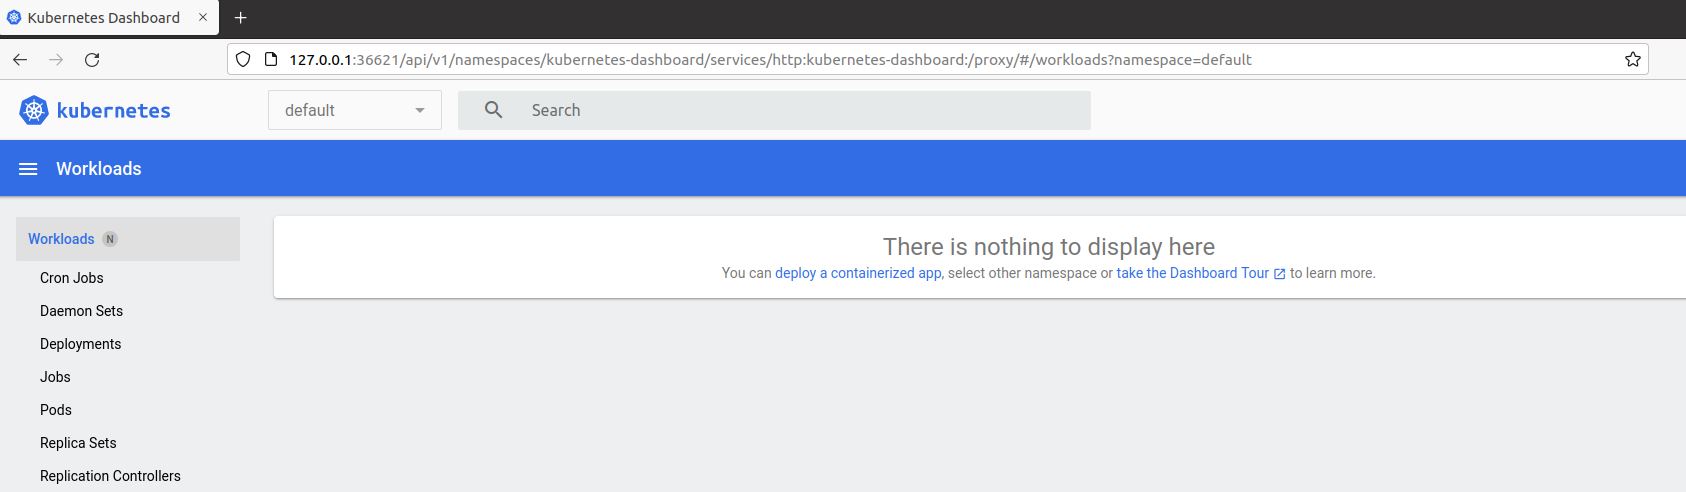 Kubernetes Dashboard
127.0.0.1:36621/api/v1/namespaces/kubernetes-dashboard/services/http:kubernetes-dashboard:/proxy/#/workloads?namespace=default
kubernetes
default
Search
Workloads
Workloads N
There is nothing to display here
You can deploy a containerized app, select other namespace or take the Dashboard Tour to learn more.
Cron Jobs
Daemon Sets
Deployments
Jobs
Pods
Replica Sets
Replication Controllers